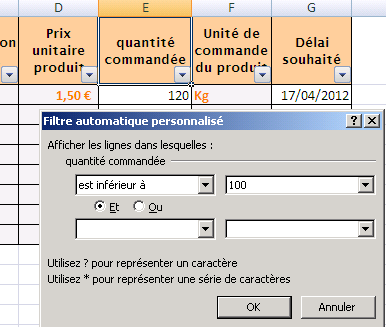 D E F G
on Prix unitaire produit quantité commandée Unité de commande du produit Délai souhaité
1,50 € 120 Kg 17/04/2012
Filtre automatique personnalisé
Afficher les lignes dans lesquelles :
quantité commandée
est inférieur à 100
Et Ou
Utilisez ? pour représenter un caractère
Utilisez * pour représenter une série de caractères
OK Annuler